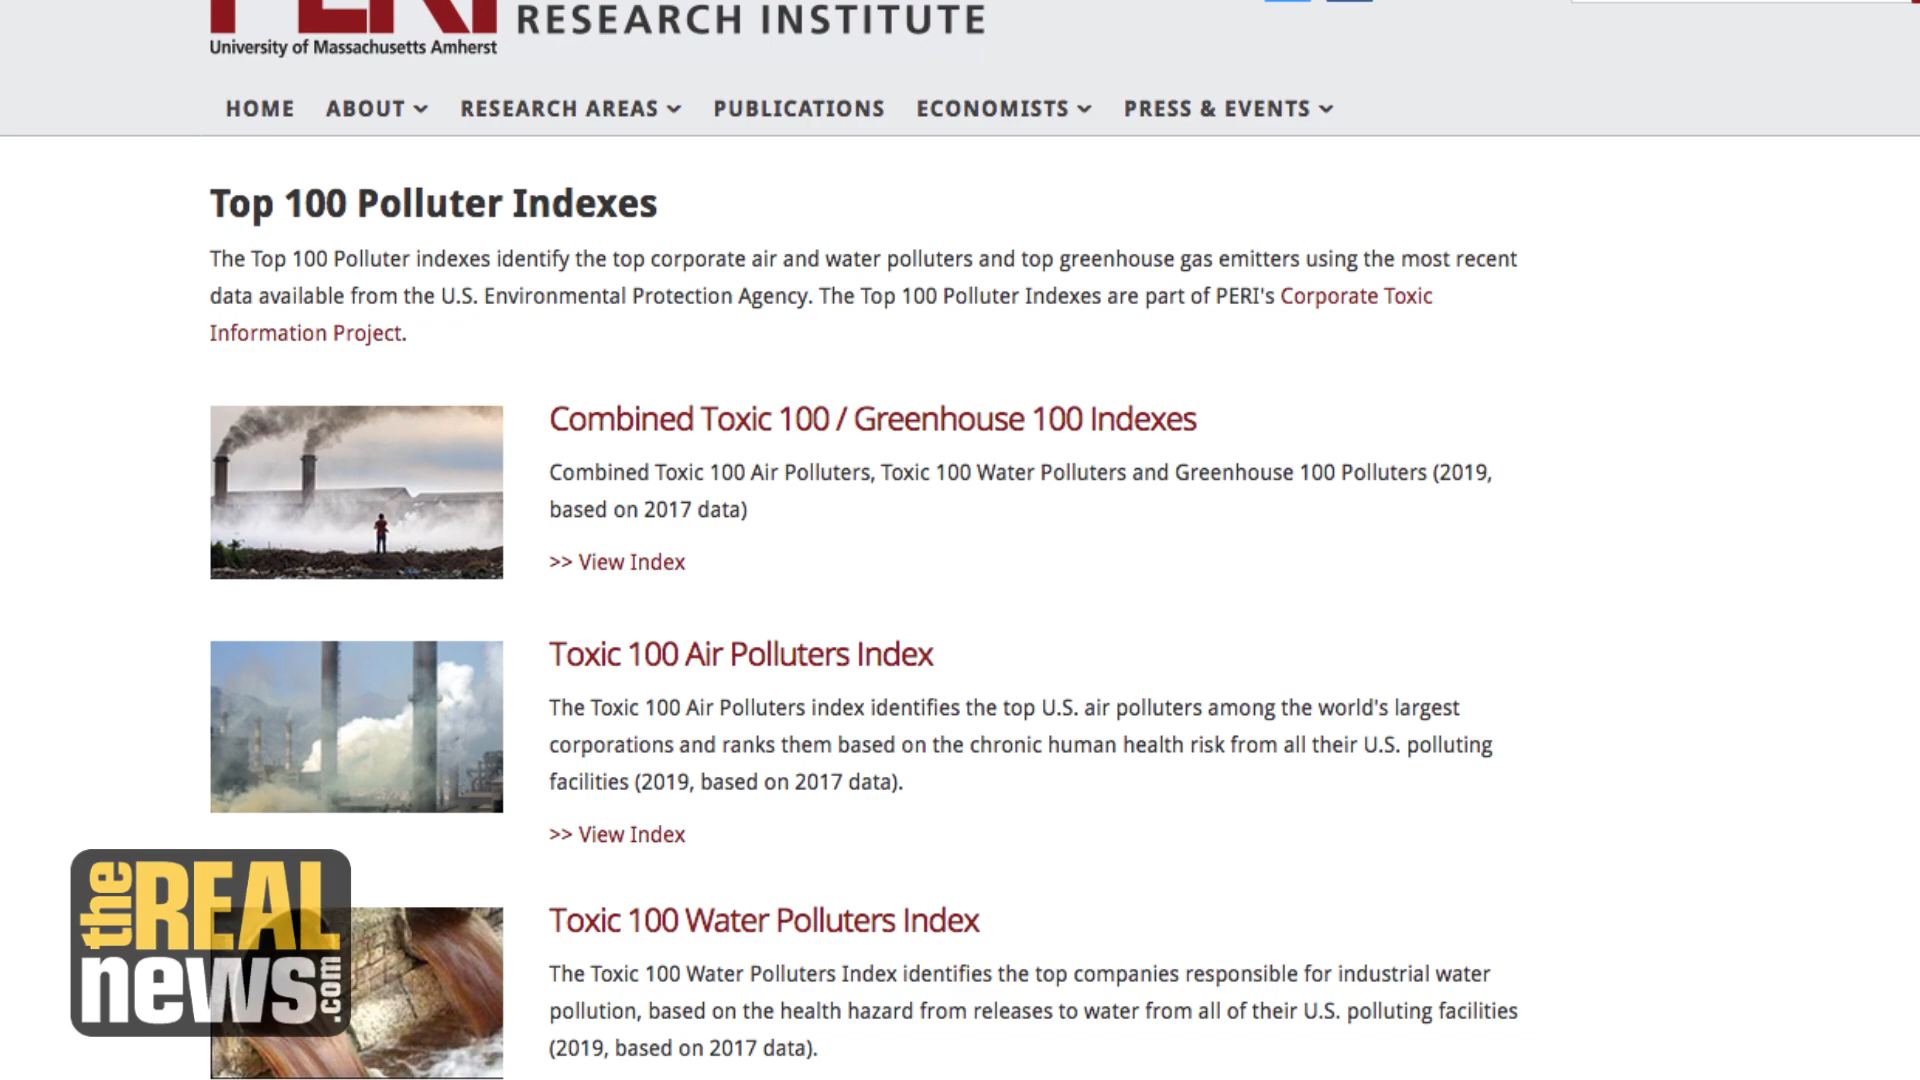 PERI
RESEARCH INSTITUTE
University of Massachusetts Amherst
HOME ABOUT RESEARCH AREAS PUBLICATIONS ECONOMISTS PRESS & EVENTS
Top 100 Polluter Indexes
The Top 100 Polluter indexes identify the top corporate air and water polluters and top greenhouse gas emitters using the most recent
data available from the U.S. Environmental Protection Agency. The Top 100 Polluter Indexes are part of PERI's Corporate Toxic
Information Project.
Combined Toxic 100 / Greenhouse 100 Indexes
Combined Toxic 100 Air Polluters, Toxic 100 Water Polluters and Greenhouse 100 Polluters (2019,
based on 2017 data)
>> View Index
Toxic 100 Air Polluters Index
The Toxic 100 Air Polluters index identifies the top U.S. air polluters among the world's largest
corporations and ranks them based on the chronic human health risk from all their U.S. polluting
facilities (2019, based on 2017 data).
>> View Index
Toxic 100 Water Polluters Index
The Toxic 100 Water Polluters Index identifies the top companies responsible for industrial water
pollution, based on the health hazard from releases to water from all of their U.S. polluting facilities
(2019, based on 2017 data).
the REAL
news.com